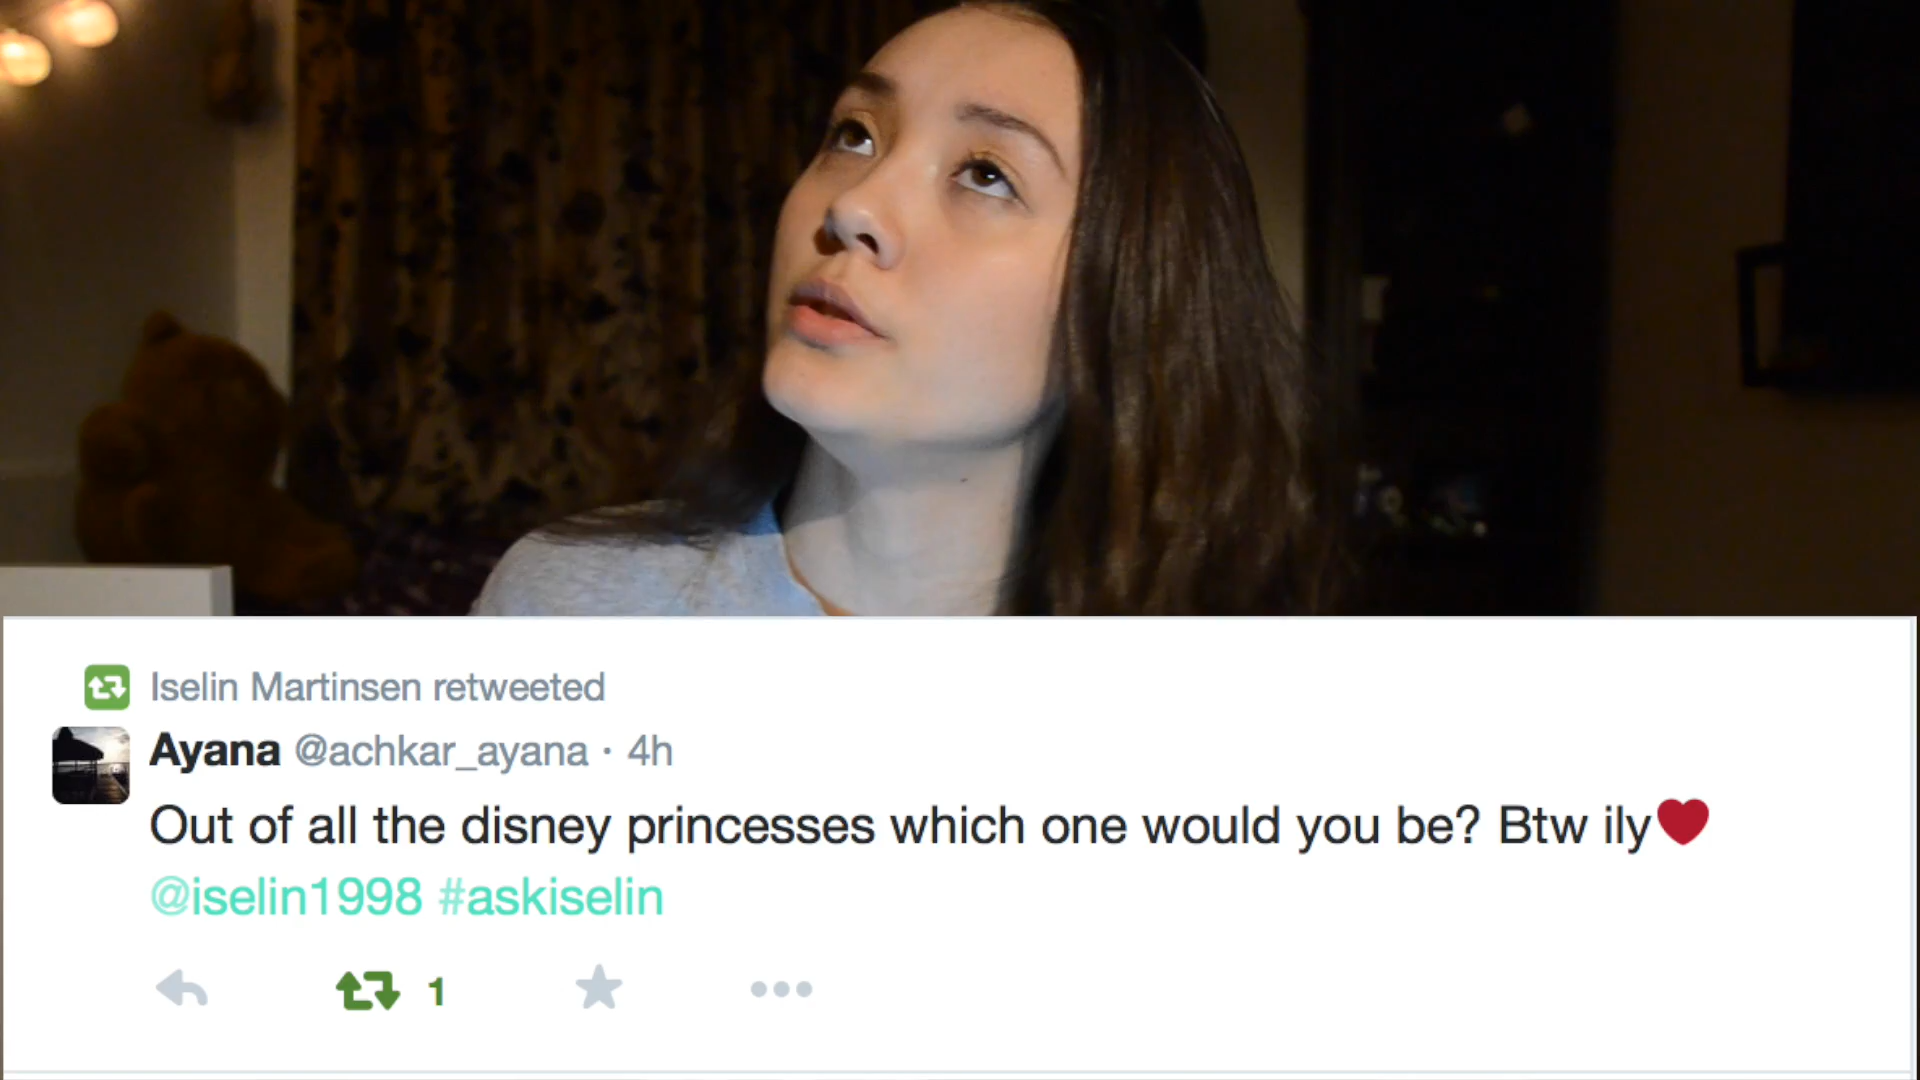 Iselin Martinsen retweeted
Ayana @achkar_ayana · 4h
Out of all the disney princesses which one would you be? Btw ily❤
@iselin1998 #askiselin
1